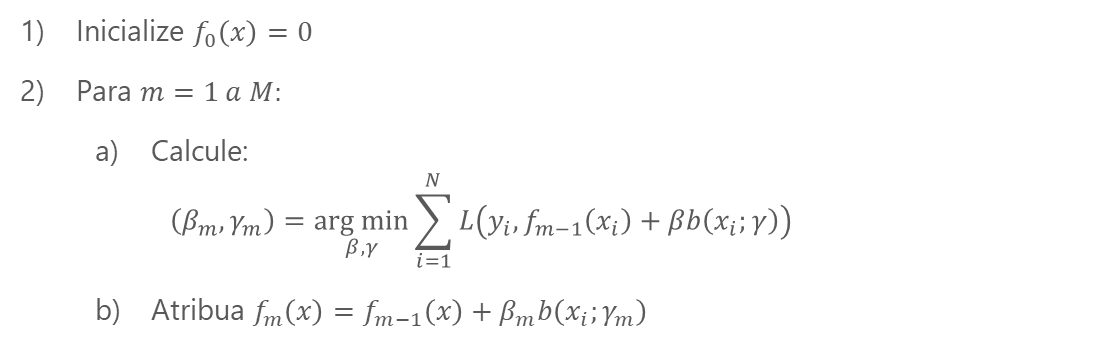 1) Inicialize f₀(x) = 0
2) Para m = 1 a M:
a) Calcule:
(βₘ, γₘ) = arg min_{β,γ} ∑_{i=1}^{N} L(yᵢ, fₘ₋₁(xᵢ) + βb(xᵢ; γ))
b) Atribua fₘ(x) = fₘ₋₁(x) + βₘb(xᵢ; γₘ)